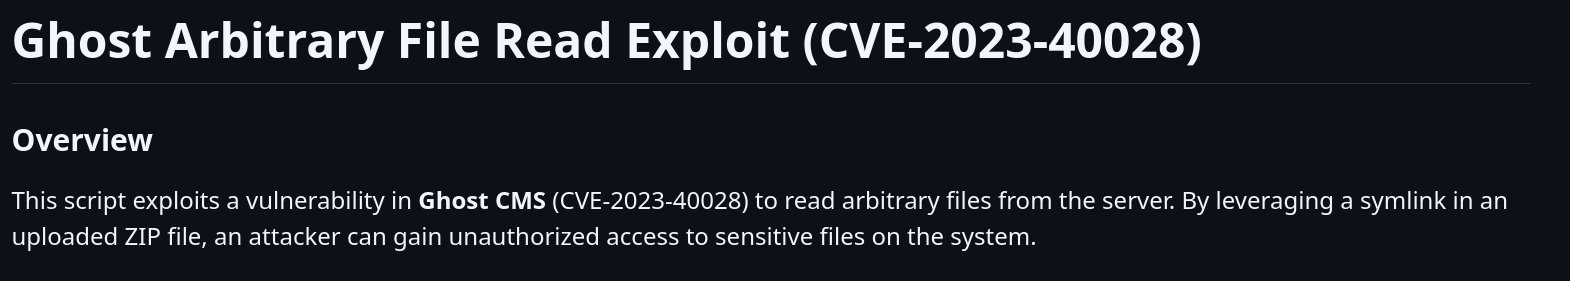 Ghost Arbitrary File Read Exploit (CVE-2023-40028)
Overview
This script exploits a vulnerability in Ghost CMS (CVE-2023-40028) to read arbitrary files from the server. By leveraging a symlink in an
uploaded ZIP file, an attacker can gain unauthorized access to sensitive files on the system.